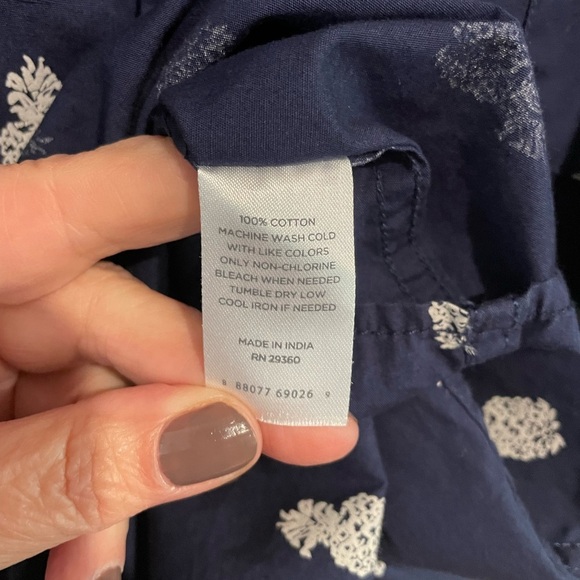 100% COTTON
MACHINE WASH COLD
WITH LIKE COLORS
ONLY NON-CHLORINE
BLEACH WHEN NEEDED
TUMBLE DRY LOW
COOL IRON IF NEEDED
MADE IN INDIA
RN 29360
8 88077 69026 9